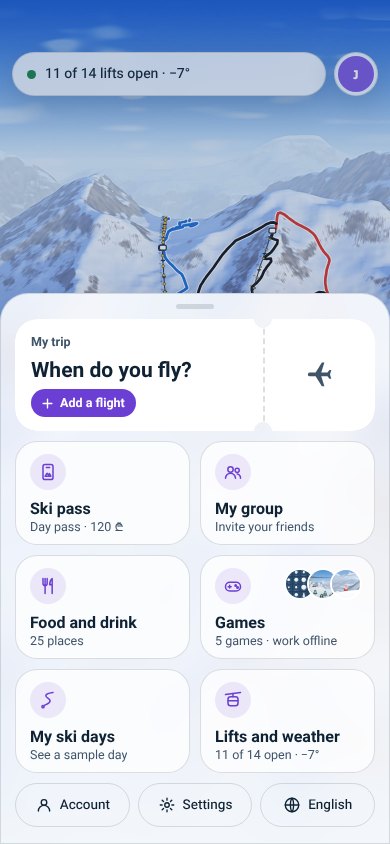 11 of 14 lifts open · −7°
J
My trip
When do you fly?
Add a flight
Ski pass
Day pass · 120 ₾
My group
Invite your friends
Food and drink
25 places
Games
5 games · work offline
My ski days
See a sample day
Lifts and weather
11 of 14 open · −7°
Account
Settings
English